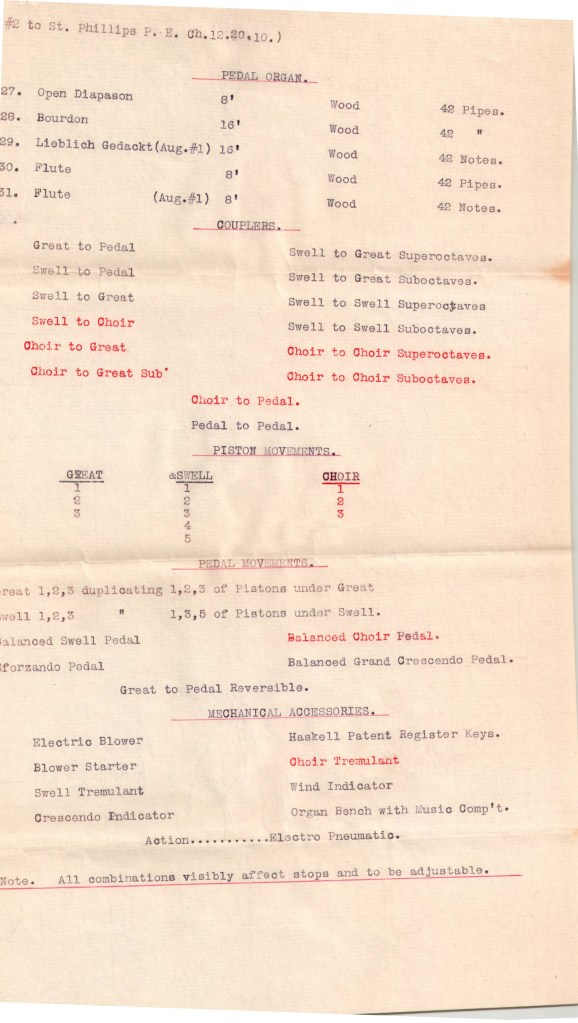 #2 to St. Phillips P. E. Ch.12.20,10.)
PEDAL ORGAN.
27. Open Diapason 8' Wood 42 Pipes.
28. Bourdon 16' Wood 42 "
29. Lieblich Gedackt(Aug.#1) 16' Wood 42 Notes.
30. Flute 8' Wood 42 Pipes.
31. Flute (Aug.#1) 8' Wood 42 Notes.
COUPLERS.
Great to Pedal Swell to Great Superoctaves.
Swell to Pedal Swell to Great Suboctaves.
Swell to Great Swell to Swell Superoctaves
Swell to Choir Swell to Swell Suboctaves.
Choir to Great Choir to Choir Superoctaves.
Choir to Great Sub' Choir to Choir Suboctaves.
Choir to Pedal.
Pedal to Pedal.
PISTON MOVEMENTS.
GREAT &SWELL CHOIR
1 1 1
2 2 2
3 3 3
4
5
PEDAL MOVEMENTS.
reat 1,2,3 duplicating 1,2,3 of Pistons under Great
well 1,2,3 " 1,3,5 of Pistons under Swell.
alanced Swell Pedal Balanced Choir Pedal.
forzando Pedal Balanced Grand Crescendo Pedal.
Great to Pedal Reversible.
MECHANICAL ACCESSORIES.
Electric Blower Haskell Patent Register Keys.
Blower Starter Choir Tremulant
Swell Tremulant Wind Indicator
Crescendo Indicator Organ Bench with Music Comp't.
Action...........Electro Pneumatic.
Note. All combinations visibly affect stops and to be adjustable.